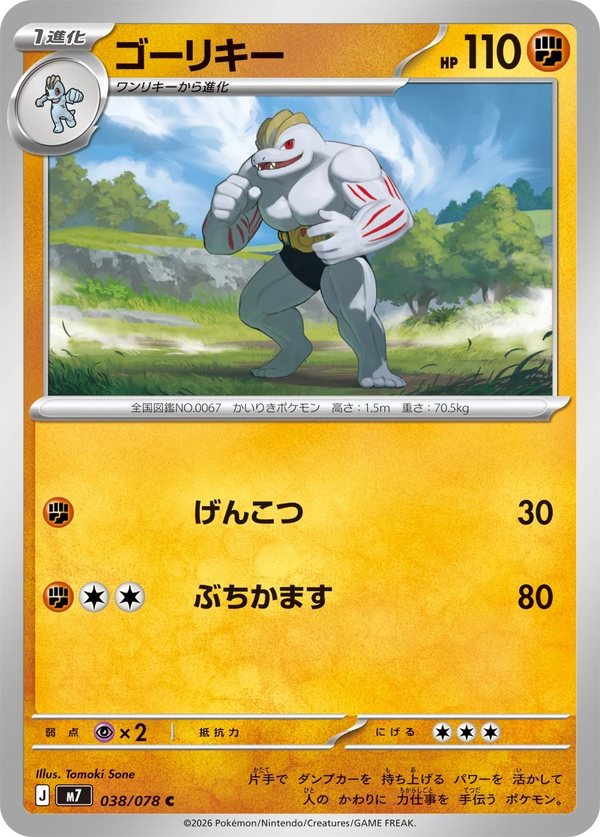 1進化
ゴーリキー
HP 110
ワンリキーから進化
全国図鑑NO.0067 かいりきポケモン 高さ:1.5m 重さ:70.5kg
げんこつ 30
ぶちかます 80
弱点 ×2 抵抗力 にげる
Illus. Tomoki Sone
片手で ダンプカーを 持ち上げる パワーを 活かして
人の かわりに 力仕事を 手伝う ポケモン。
J M7 038/078 C
©2026 Pokémon/Nintendo/Creatures/GAME FREAK.